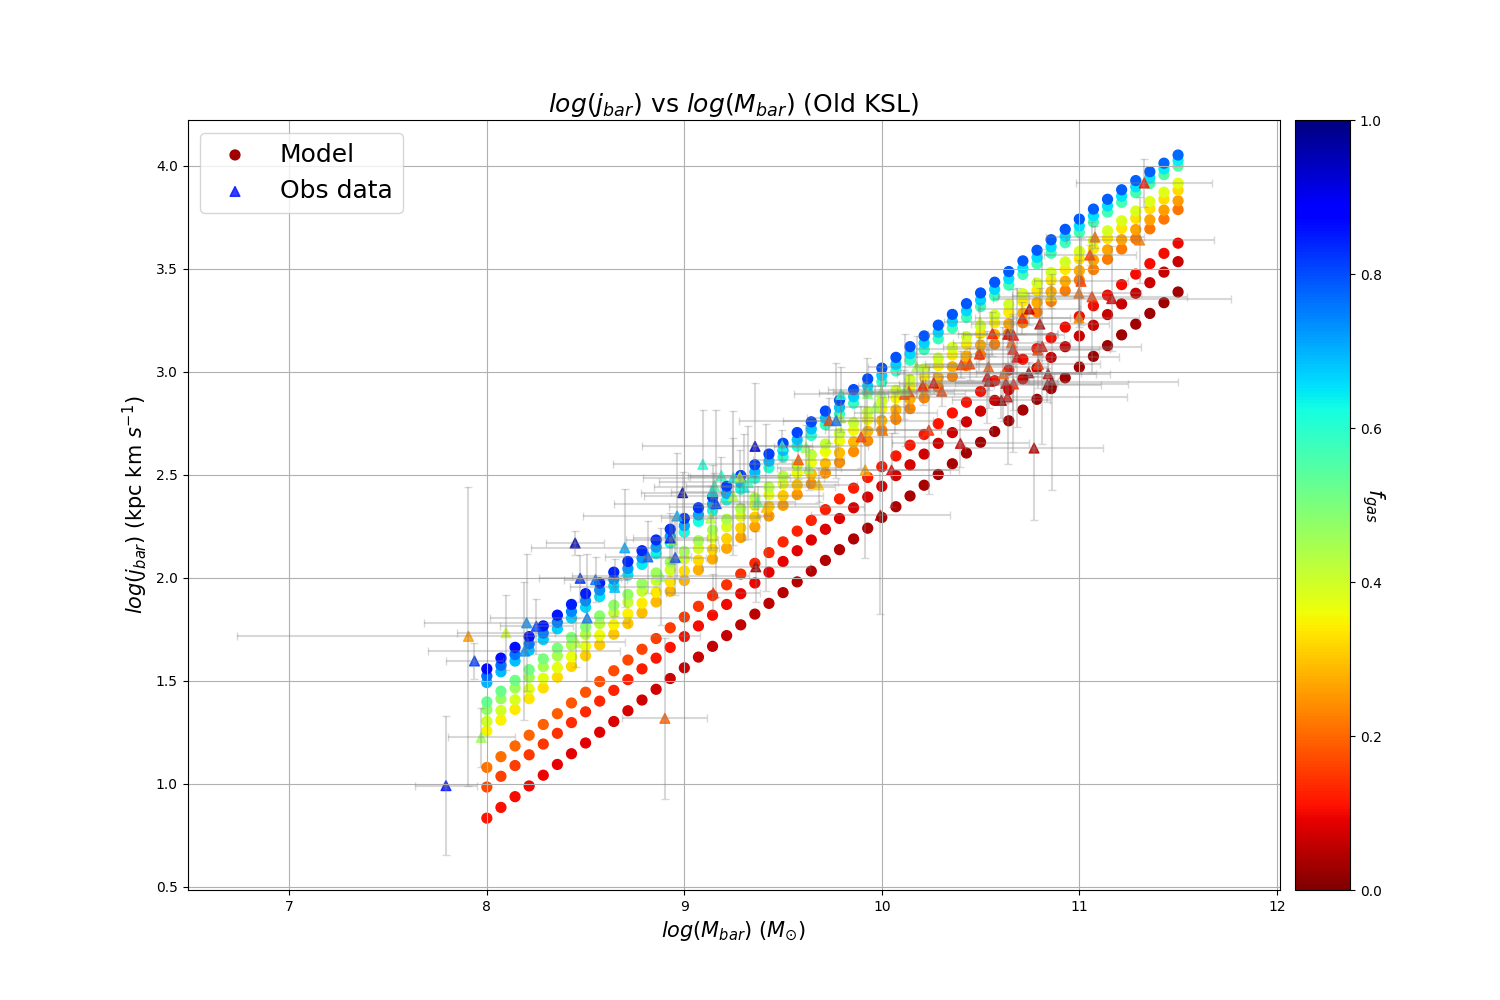 log(j_bar) vs log(M_bar) (Old KSL)
Model
Obs data
4.0
3.5
3.0
2.5
2.0
1.5
1.0
0.5
log(j_bar) (kpc km s⁻¹)
7 8 9 10 11 12
log(M_bar) (M_⊙)
1.0
0.8
0.6
0.4
0.2
0.0
f_gas